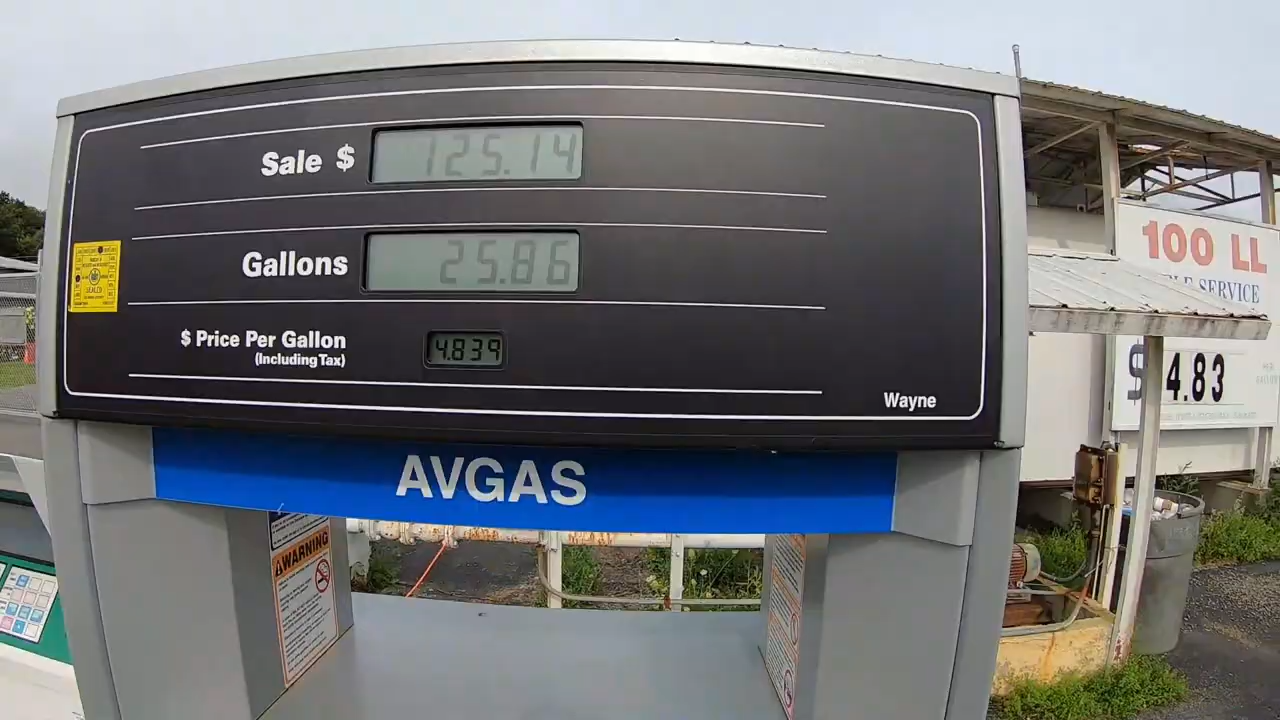 Sale $ 125.14
Gallons 25.86
$ Price Per Gallon
(Including Tax)
4.839
Wayne
AVGAS
WARNING
100 LL
SERVICE
$ 4.83